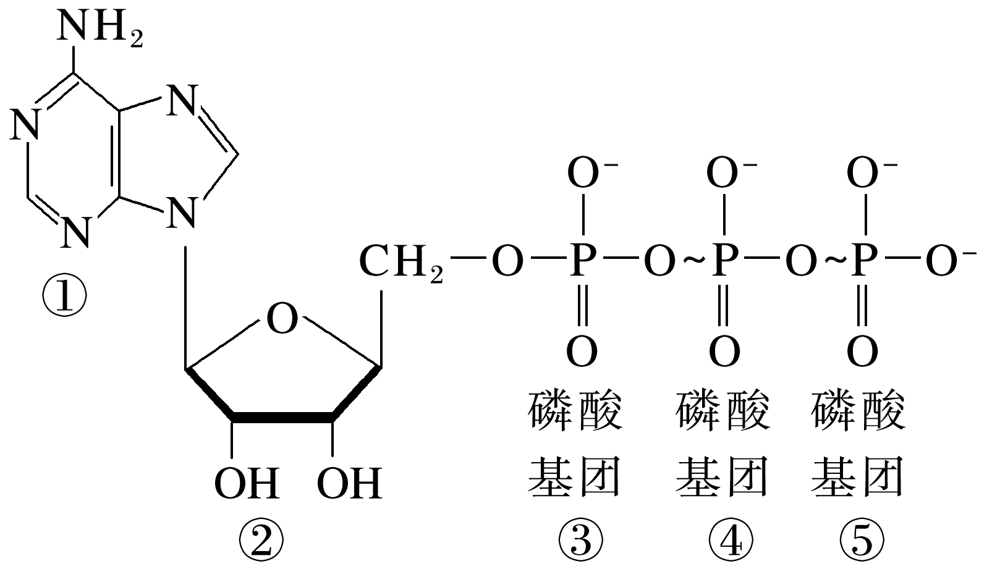 NH₂
N
N
N
N
①
O⁻ O⁻ O⁻
CH₂—O—P—O~P—O~P—O⁻
O
O O O
OH OH
②
磷酸基团 磷酸基团 磷酸基团
③ ④ ⑤